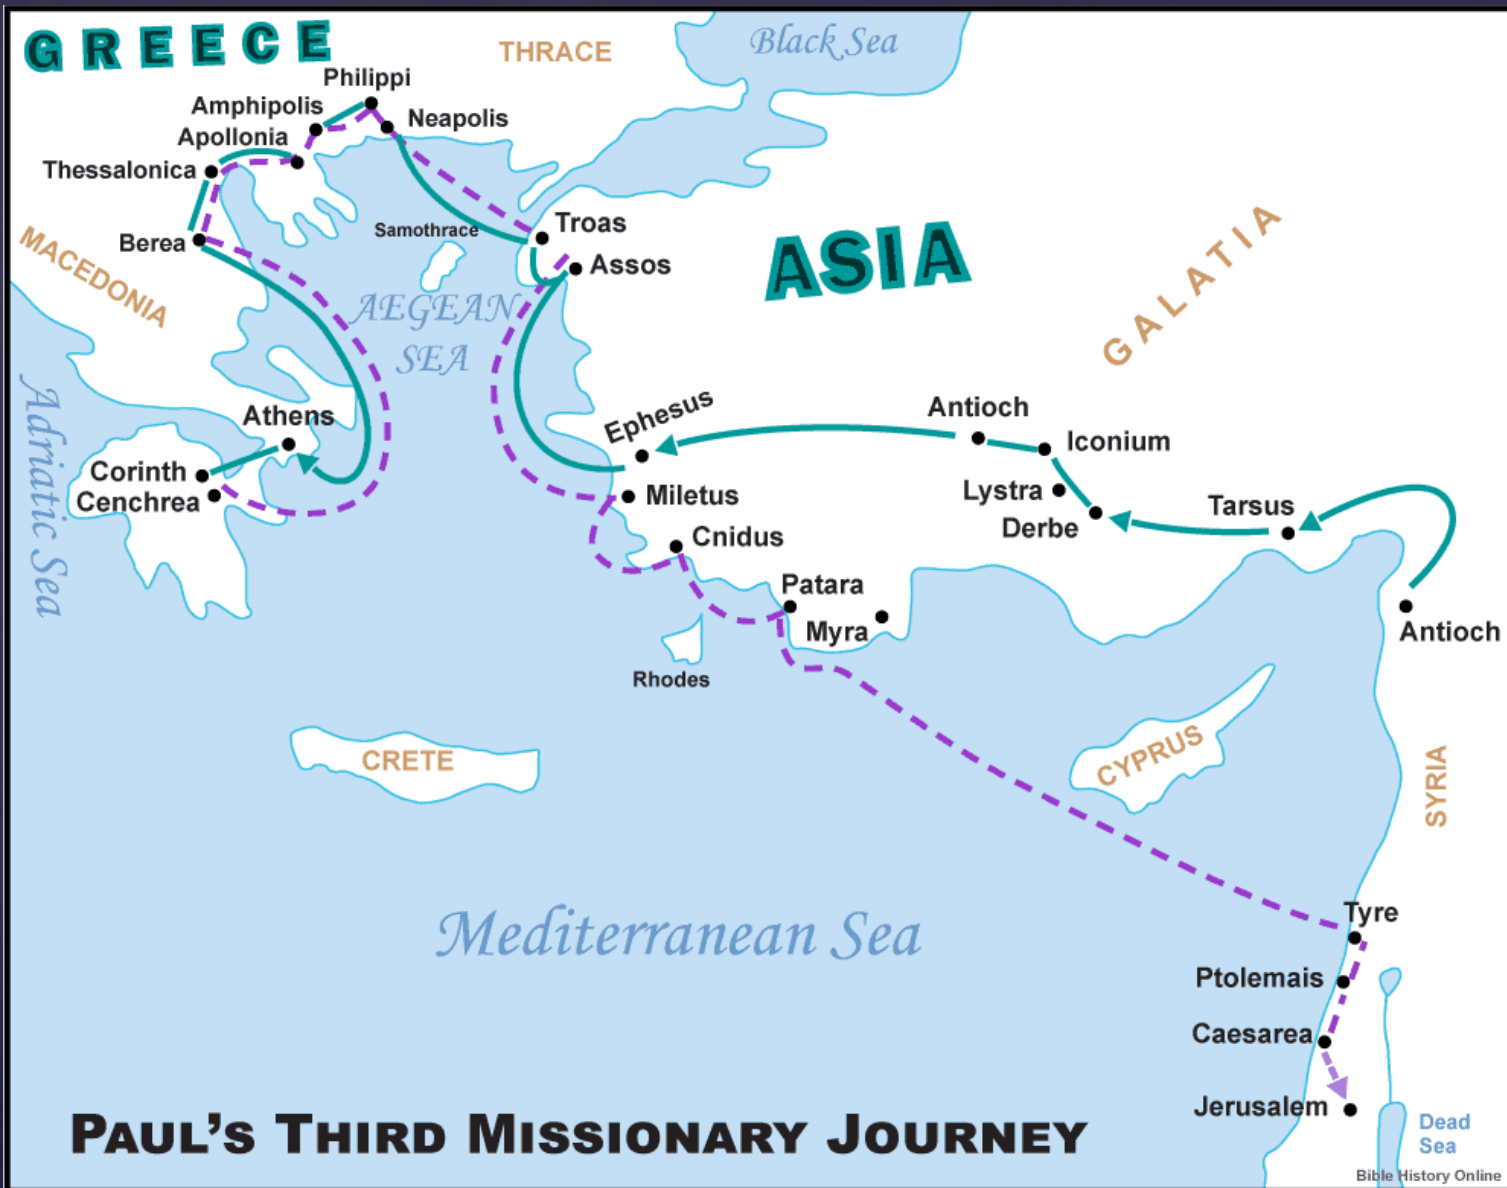 GREECE
THRACE
Black Sea
Philippi
Amphipolis
Neapolis
Apollonia
Thessalonica
Samothrace
Troas
Berea
Assos
ASIA
GALATIA
MACEDONIA
AEGEAN
SEA
Adriatic Sea
Athens
Ephesus
Antioch
Iconium
Corinth
Cenchrea
Miletus
Lystra
Derbe
Tarsus
Cnidus
Patara
Myra
Antioch
Rhodes
CRETE
CYPRUS
SYRIA
Mediterranean Sea
Tyre
Ptolemais
Caesarea
Jerusalem
Dead
Sea
PAUL'S THIRD MISSIONARY JOURNEY
Bible History Online